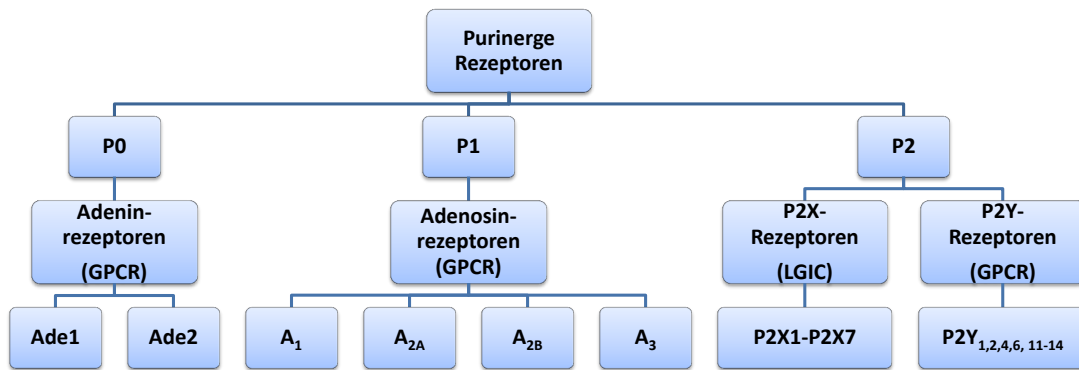 Purinerge
Rezeptoren
P0
P1
P2
Adenin-
rezeptoren
(GPCR)
Adenosin-
rezeptoren
(GPCR)
P2X-
Rezeptoren
(LGIC)
P2Y-
Rezeptoren
(GPCR)
Ade1
Ade2
A1
A2A
A2B
A3
P2X1-P2X7
P2Y1,2,4,6, 11-14